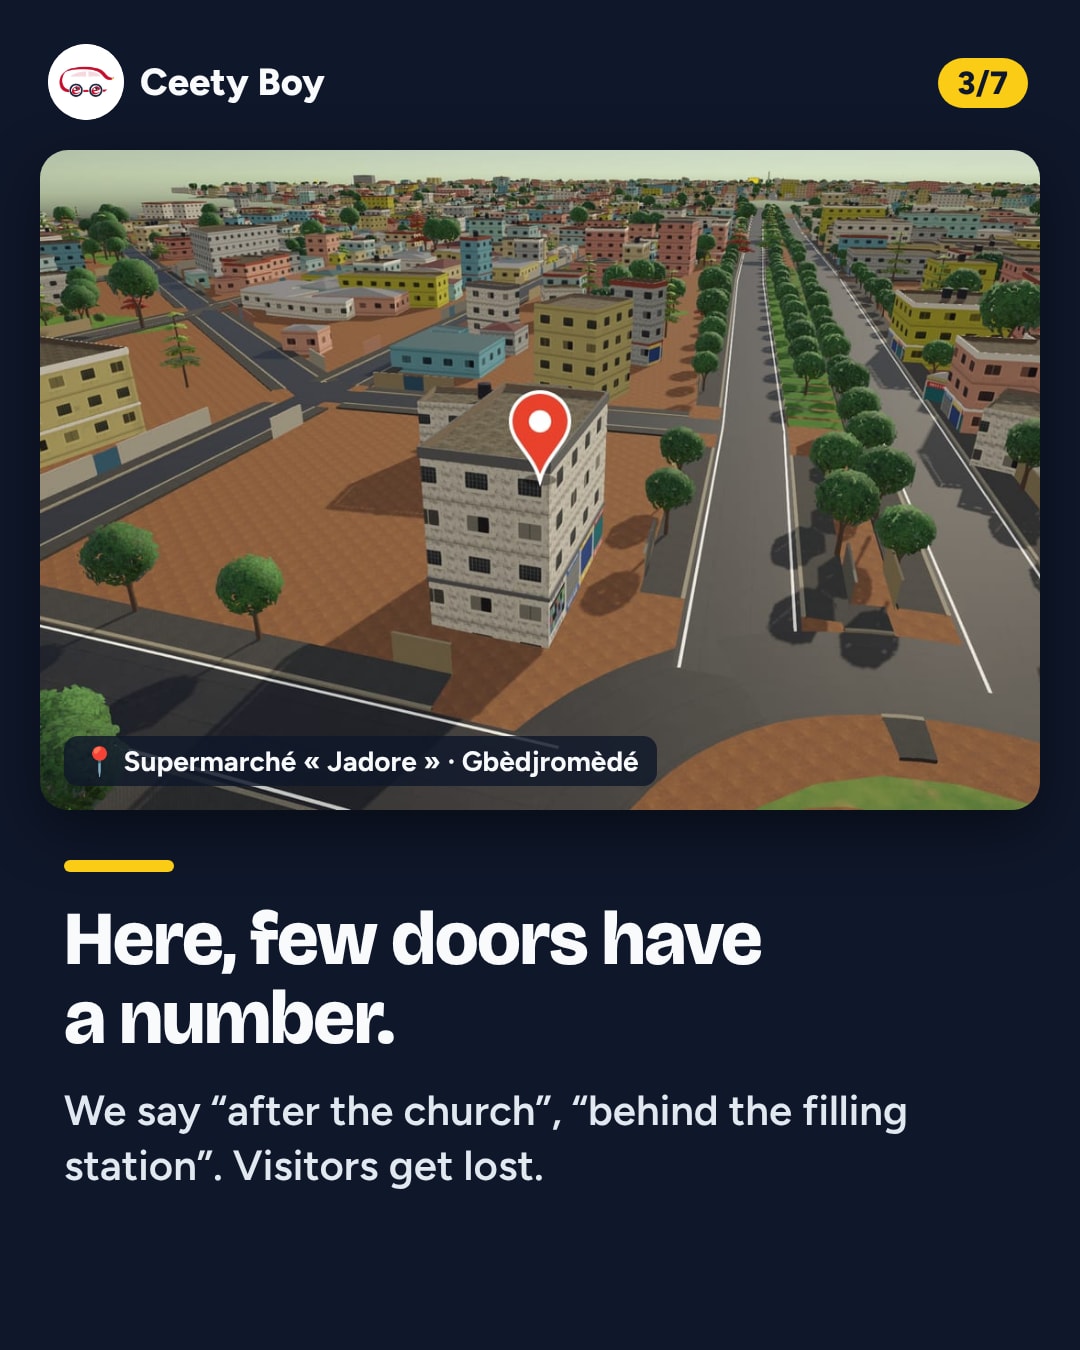 Ceety Boy
3/7
Supermarché « Jadore » · Gbèdjromèdé
Here, few doors have
a number.
We say “after the church”, “behind the filling
station”. Visitors get lost.